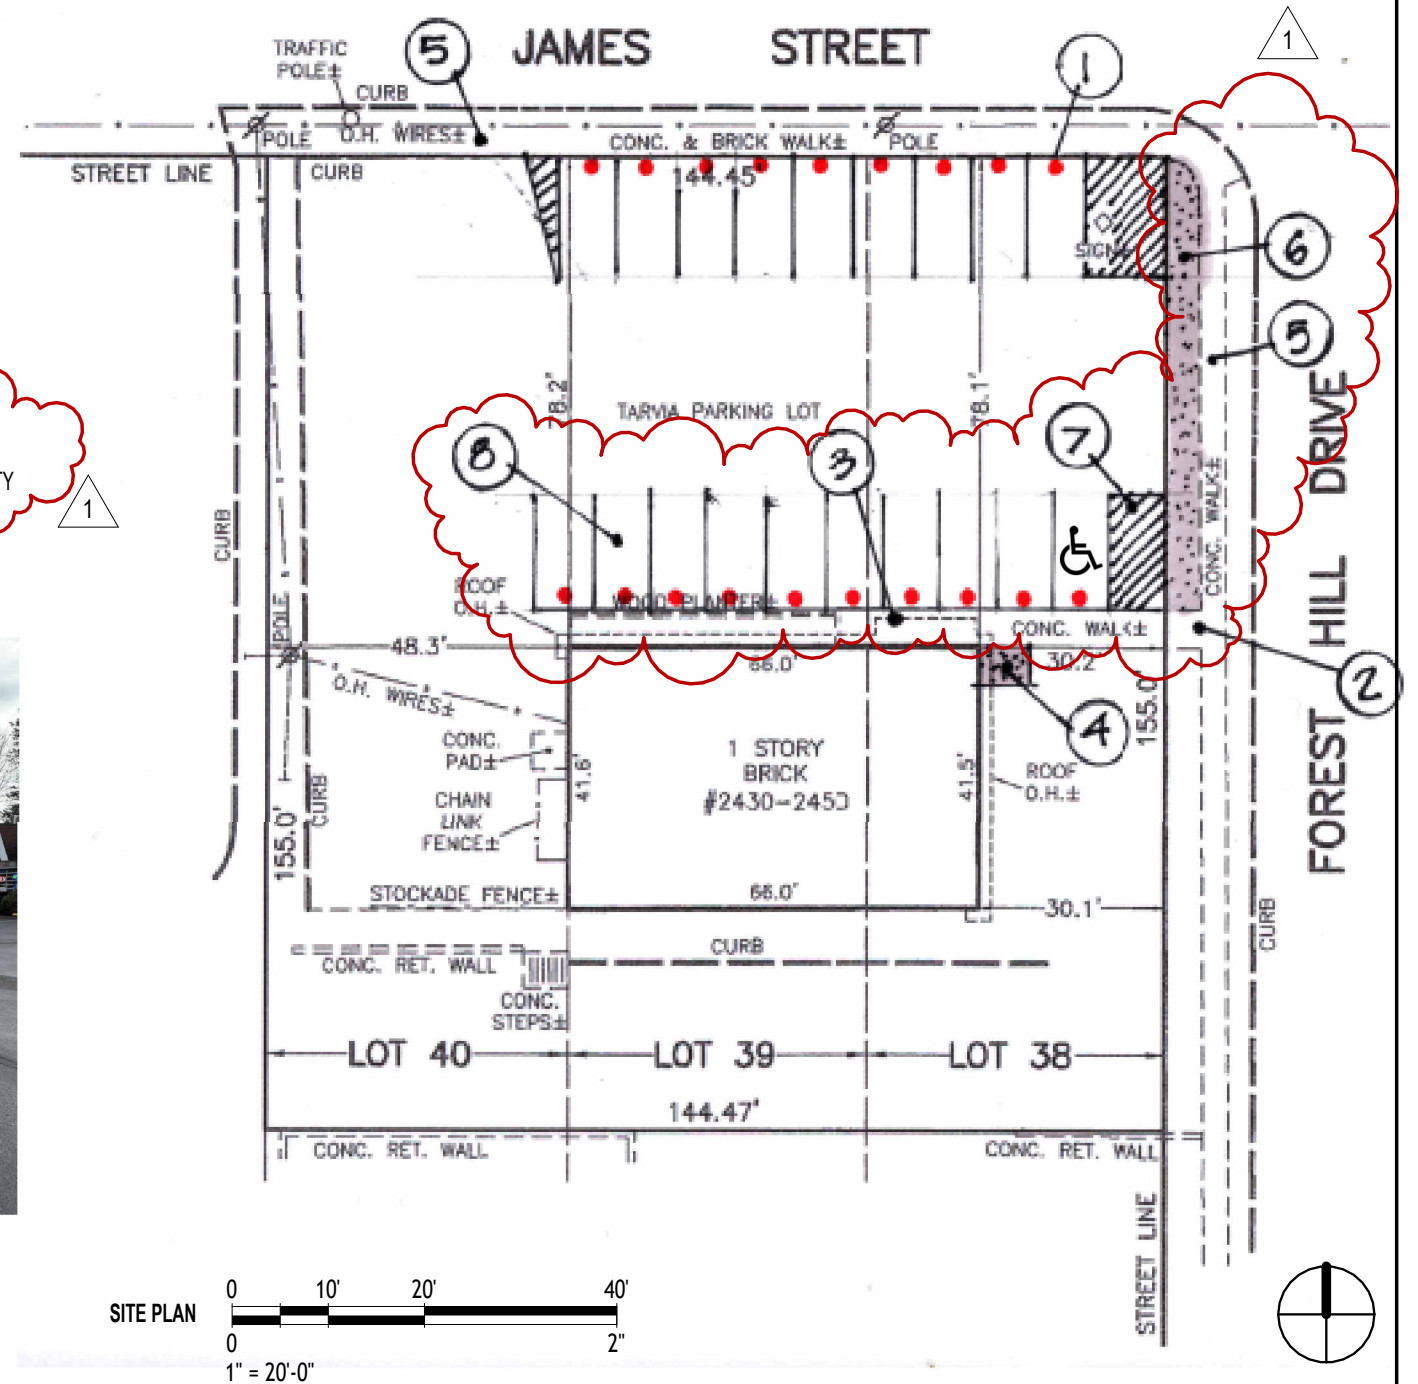 JAMES STREET
1
5
1
TRAFFIC
POLE±
CURB
POLE
O.H. WIRES±
CONC. & BRICK WALK±
POLE
STREET LINE
CURB
144.45'
SIGN±
6
5
78.2'
78.1'
TARVIA PARKING LOT
8
3
7
TY
1
CURB
CONC. WALK±
FOREST HILL DRIVE
ROOF
O.H.±
WOOD PLANTER±
CONC. WALK±
POLE
48.3'
66.0'
30.2
2
O.H. WIRES±
4
155.0'
CONC.
PAD±
41.6'
1 STORY
BRICK
#2430-2450
41.5'
ROOF
O.H.±
CHAIN
LINK
FENCE±
CURB
155.0'
STOCKADE FENCE±
66.0'
30.1'
CURB
CURB
CONC. RET. WALL
CONC.
STEPS±
LOT 40
LOT 39
LOT 38
144.47'
CONC. RET. WALL
CONC. RET. WALL
STREET LINE
SITE PLAN
0 10' 20' 40'
0 2"
1" = 20'-0"